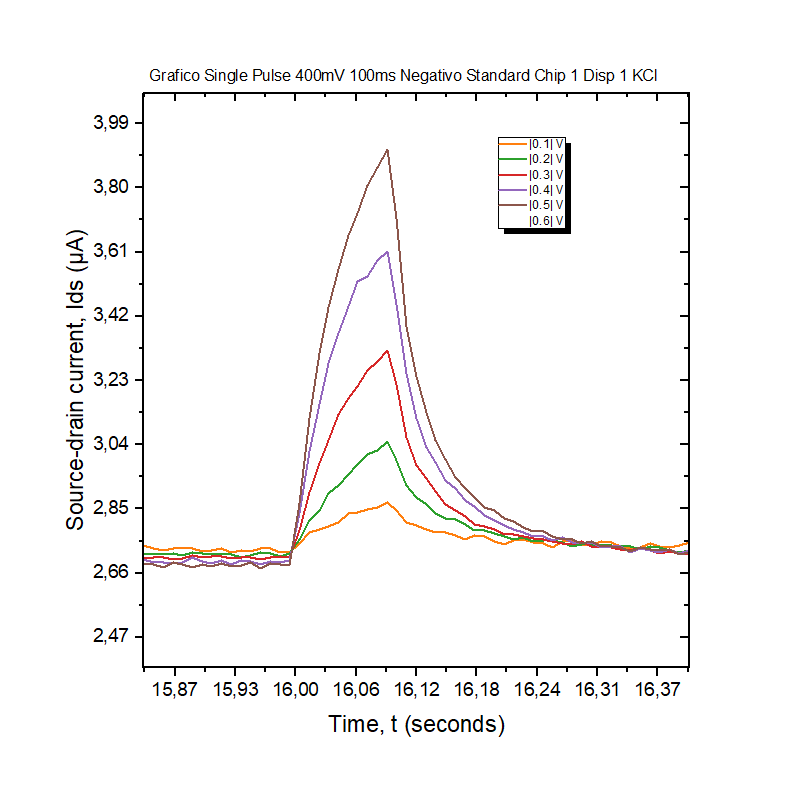 Grafico Single Pulse 400mV 100ms Negativo Standard Chip 1 Disp 1 KCl
3,99
3,80
3,61
3,42
3,23
3,04
2,85
2,66
2,47
Source-drain current, Ids (μA)
|0.1| V
|0.2| V
|0.3| V
|0.4| V
|0.5| V
|0.6| V
15,87 15,93 16,00 16,06 16,12 16,18 16,24 16,31 16,37
Time, t (seconds)